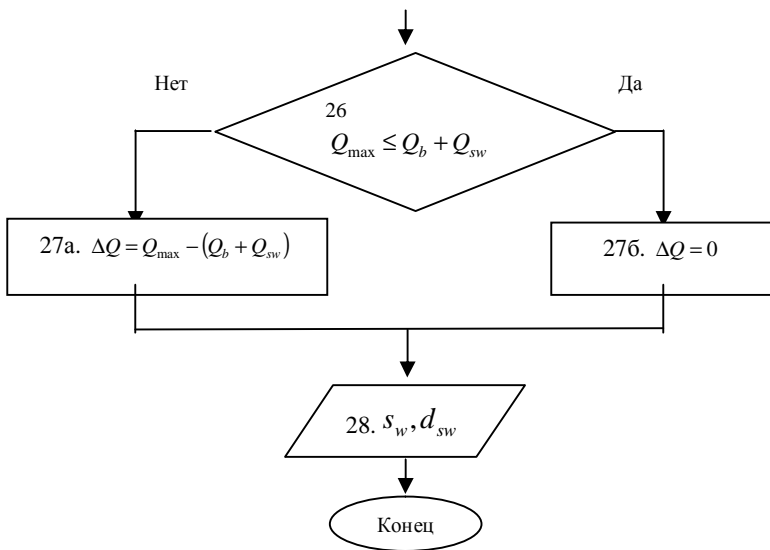 Нет
Да
26
Q_max ≤ Q_b + Q_sw
27а. ΔQ = Q_max − (Q_b + Q_sw)
27б. ΔQ = 0
28. s_w, d_sw
Конец